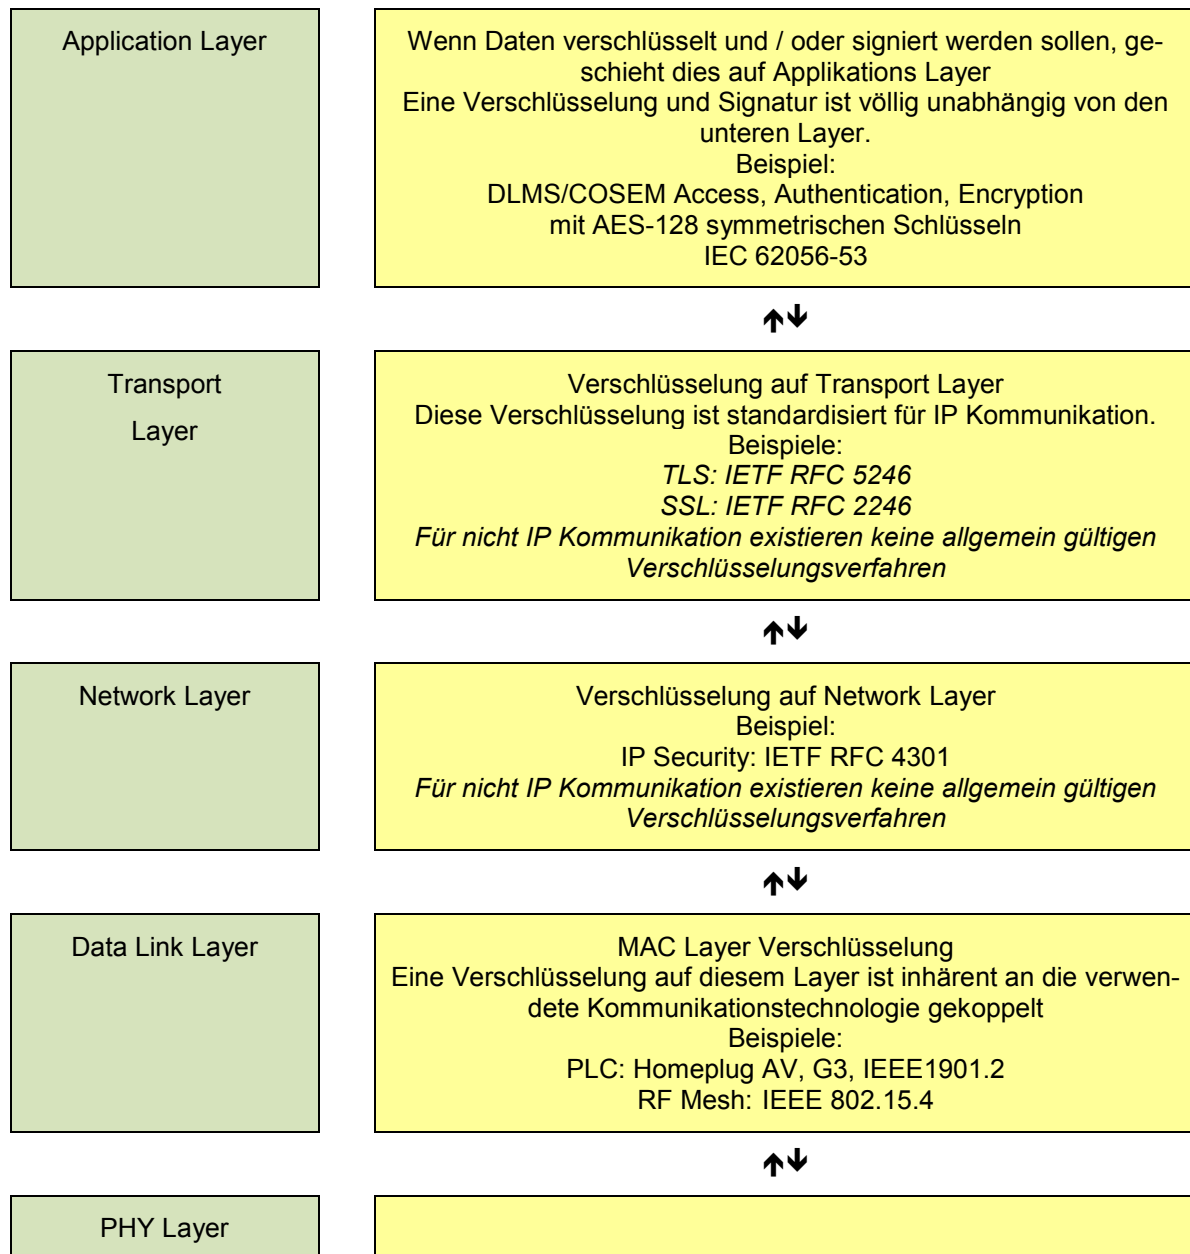 Application Layer
Wenn Daten verschlüsselt und / oder signiert werden sollen, ge-
schieht dies auf Applikations Layer
Eine Verschlüsselung und Signatur ist völlig unabhängig von den
unteren Layer.
Beispiel:
DLMS/COSEM Access, Authentication, Encryption
mit AES-128 symmetrischen Schlüsseln
IEC 62056-53
Transport
Layer
Verschlüsselung auf Transport Layer
Diese Verschlüsselung ist standardisiert für IP Kommunikation.
Beispiele:
TLS: IETF RFC 5246
SSL: IETF RFC 2246
Für nicht IP Kommunikation existieren keine allgemein gültigen
Verschlüsselungsverfahren
Network Layer
Verschlüsselung auf Network Layer
Beispiel:
IP Security: IETF RFC 4301
Für nicht IP Kommunikation existieren keine allgemein gültigen
Verschlüsselungsverfahren
Data Link Layer
MAC Layer Verschlüsselung
Eine Verschlüsselung auf diesem Layer ist inhärent an die verwen-
dete Kommunikationstechnologie gekoppelt
Beispiele:
PLC: Homeplug AV, G3, IEEE1901.2
RF Mesh: IEEE 802.15.4
PHY Layer